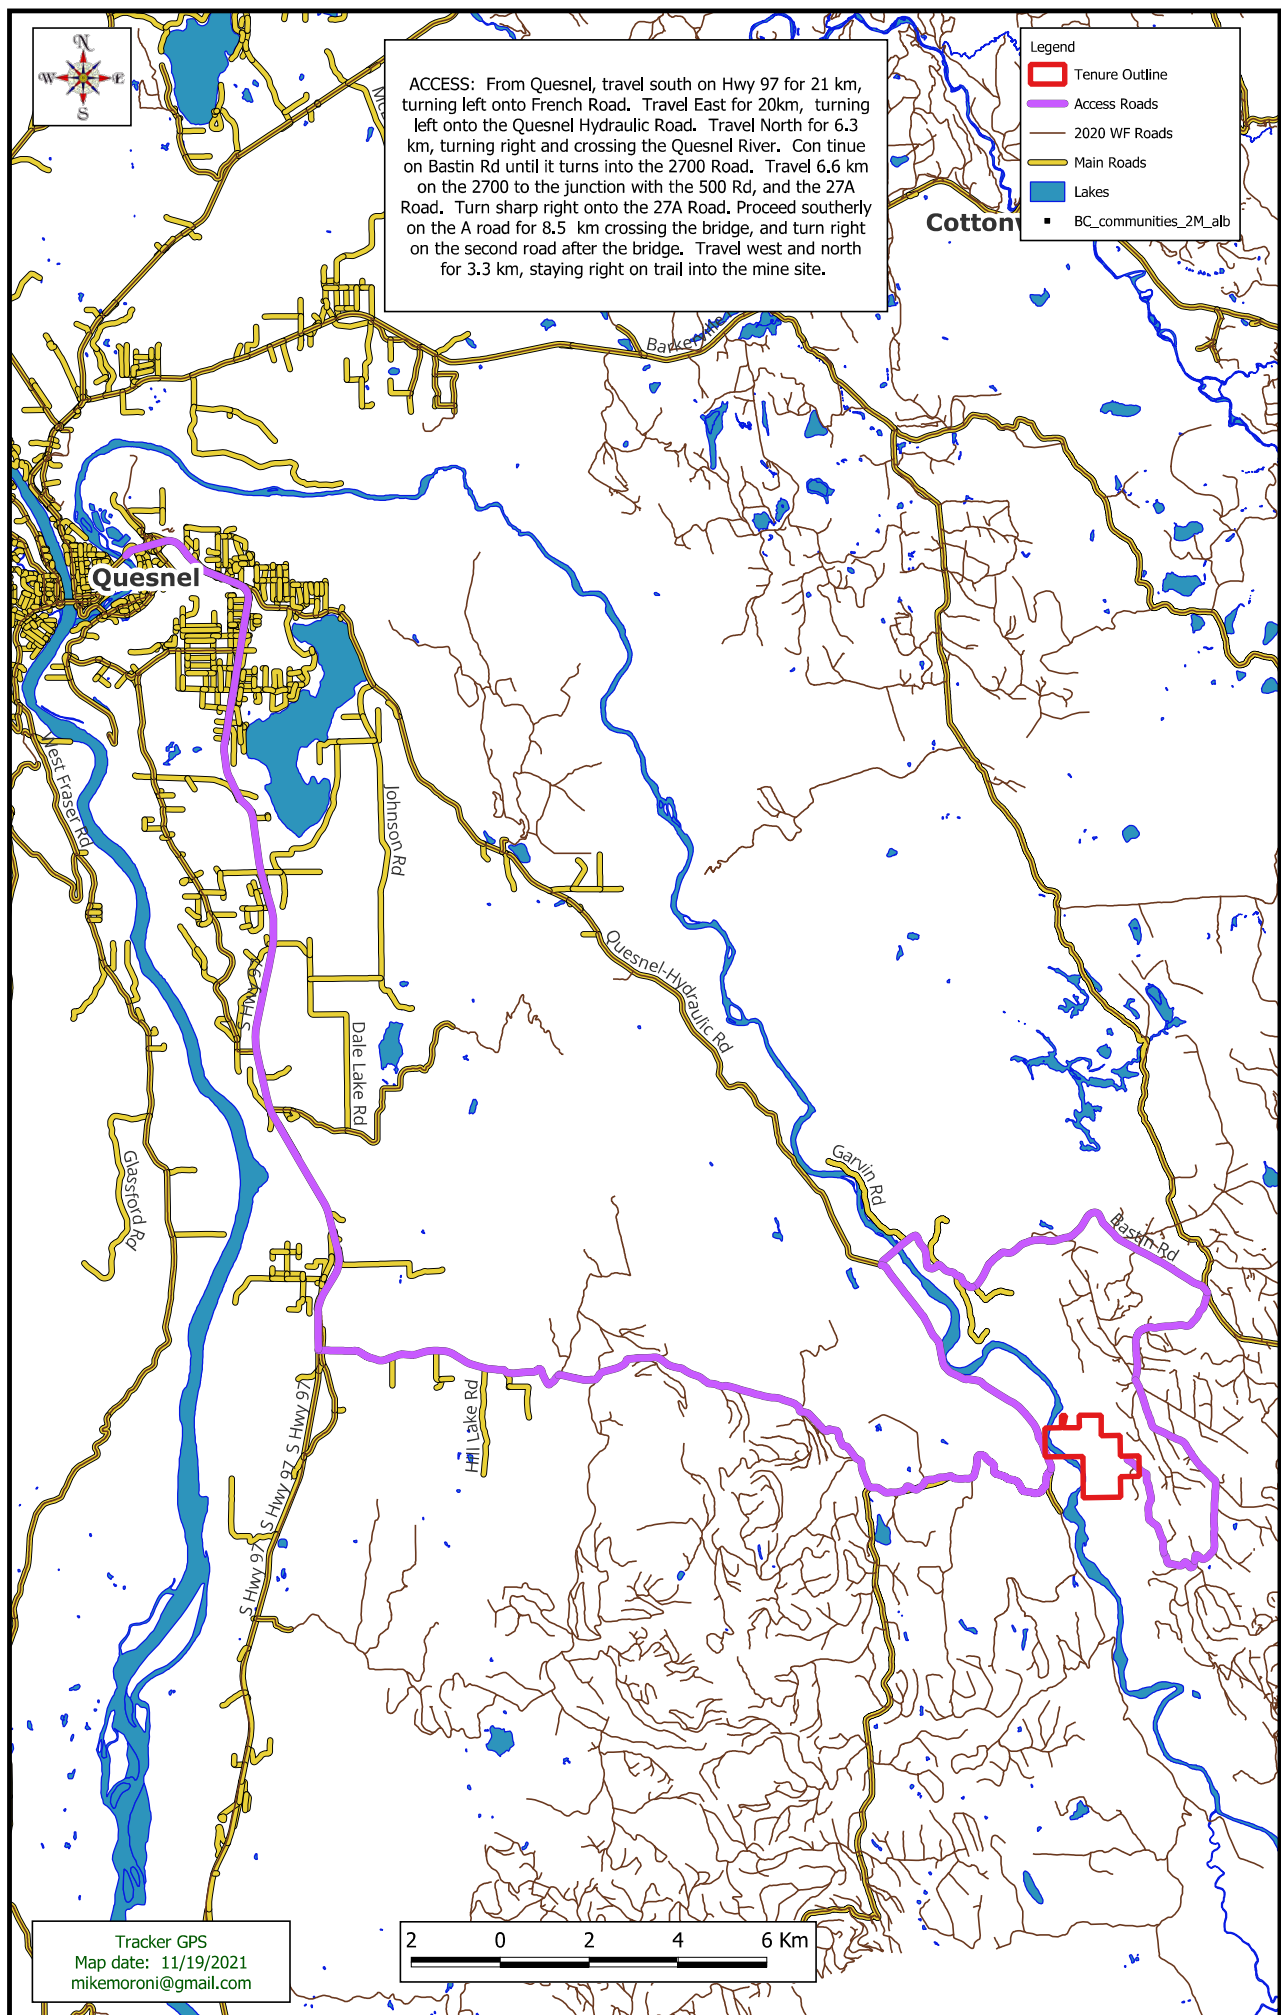 N
W E
S
ACCESS: From Quesnel, travel south on Hwy 97 for 21 km,
turning left onto French Road. Travel East for 20km, turning
left onto the Quesnel Hydraulic Road. Travel North for 6.3
km, turning right and crossing the Quesnel River. Con tinue
on Bastin Rd until it turns into the 2700 Road. Travel 6.6 km
on the 2700 to the junction with the 500 Rd, and the 27A
Road. Turn sharp right onto the 27A Road. Proceed southerly
on the A road for 8.5 km crossing the bridge, and turn right
on the second road after the bridge. Travel west and north
for 3.3 km, staying right on trail into the mine site.
Legend
Tenure Outline
Access Roads
2020 WF Roads
Main Roads
Lakes
BC_communities_2M_alb
Barkerville
Quesnel
West Fraser Rd
Johnson Rd
Quesnel-Hydraulic Rd
S Hwy 97
Dale Lake Rd
Glassford Rd
Garvin Rd
Bastin Rd
Hill Lake Rd
S Hwy 97
S Hwy 97
S Hwy 97
Tracker GPS
Map date: 11/19/2021
mikemoroni@gmail.com
2 0 2 4 6 Km